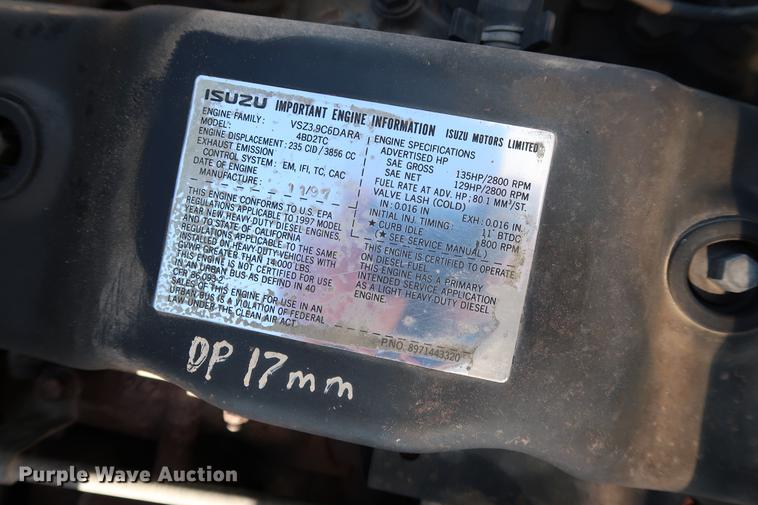 ISUZU IMPORTANT ENGINE INFORMATION ISUZU MOTORS LIMITED
ENGINE FAMILY: VSZ3.9C6DARA
MODEL: 4BD2TC
ENGINE DISPLACEMENT: 235 CID / 3856 CC
EXHAUST EMISSION
CONTROL SYSTEM : EM, IFI, TC, CAC
DATE OF ENGINE
MANUFACTURE : 11/97
THIS ENGINE CONFORMS TO U.S. EPA
REGULATIONS APPLICABLE TO 1997 MODEL
YEAR NEW HEAVY DUTY DIESEL ENGINES,
AND TO STATE OF CALIFORNIA
REGULATIONS APPLICABLE TO THE SAME
INSTALLED ON HEAVY DUTY VEHICLES WITH
GVWR GREATER THAN 14,000 LBS.
THIS ENGINE IS NOT CERTIFIED FOR USE
IN AN URBAN BUS AS DEFIND IN 40
CFR 86.093-2.
SALES OF THIS ENGINE FOR USE IN AN
URBAN BUS IS A VIOLATION OF FEDERAL
LAW UNDER THE CLEAN AIR ACT
ENGINE SPECIFICATIONS
ADVERTISED HP
SAE GROSS 135HP/2800 RPM
SAE NET 129HP/2800 RPM
FUEL RATE AT ADV. HP: 80.1 MM³/ST.
VALVE LASH (COLD)
IN : 0.016 IN EXH : 0.016 IN.
INITIAL INJ. TIMING: 11° BTDC
★ CURB IDLE 800 RPM
(★ SEE SERVICE MANUAL)
THIS ENGINE IS CERTIFIED TO OPERATE
ON DIESEL FUEL.
THIS ENGINE HAS A PRIMARY
INTENDED SERVICE APPLICATION
AS A LIGHT HEAVY-DUTY DIESEL
ENGINE.
P.NO. 8971443320
DP 17mm
Purple Wave Auction